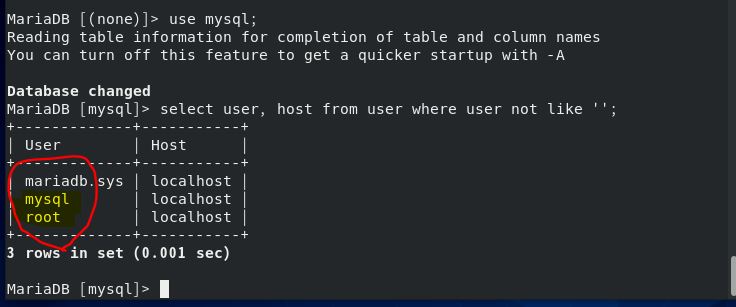 MariaDB [(none)]> use mysql;
Reading table information for completion of table and column names
You can turn off this feature to get a quicker startup with -A
Database changed
MariaDB [mysql]> select user, host from user where user not like '';
+-------------+-----------+
| User        | Host      |
+-------------+-----------+
| mariadb.sys | localhost |
| mysql       | localhost |
| root        | localhost |
+-------------+-----------+
3 rows in set (0.001 sec)
MariaDB [mysql]>